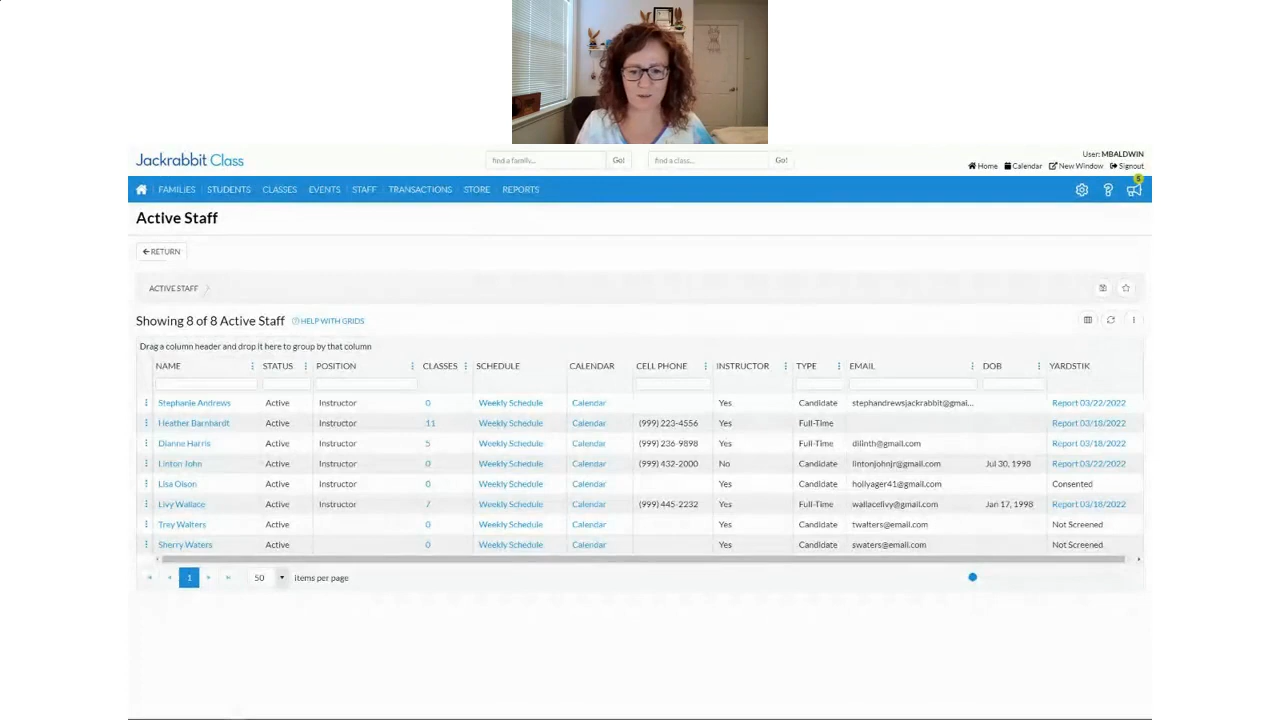 Jackrabbit Class
find a family... Go! find a class... Go!
User: MBALDWIN
Home Calendar New Window Signout
FAMILIES STUDENTS CLASSES EVENTS STAFF TRANSACTIONS STORE REPORTS
5
Active Staff
RETURN
ACTIVE STAFF
Showing 8 of 8 Active Staff HELP WITH GRIDS
Drag a column header and drop it here to group by that column
NAME STATUS POSITION CLASSES SCHEDULE CALENDAR CELL PHONE INSTRUCTOR TYPE EMAIL DOB YARDSTIK
Stephanie Andrews Active Instructor 0 Weekly Schedule Calendar Yes Candidate stephandrewsjackrabbit@gmai... Report 03/22/2022
Heather Barnhardt Active Instructor 11 Weekly Schedule Calendar (999) 223-4556 Yes Full-Time Report 03/18/2022
Dianne Harris Active Instructor 5 Weekly Schedule Calendar (999) 236-9898 Yes Full-Time dilinth@gmail.com Report 03/18/2022
Linton John Active Instructor 0 Weekly Schedule Calendar (999) 432-2000 No Candidate lintonjohnjr@gmail.com Jul 30, 1998 Report 03/22/2022
Lisa Olson Active Instructor 0 Weekly Schedule Calendar Yes Candidate hollyager41@gmail.com Consented
Livy Wallace Active Instructor 7 Weekly Schedule Calendar (999) 445-2232 Yes Full-Time wallacelivy@gmail.com Jan 17, 1998 Report 03/18/2022
Trey Walters Active 0 Weekly Schedule Calendar Yes Candidate twalters@email.com Not Screened
Sherry Waters Active 0 Weekly Schedule Calendar Yes Candidate swaters@email.com Not Screened
1 50 items per page